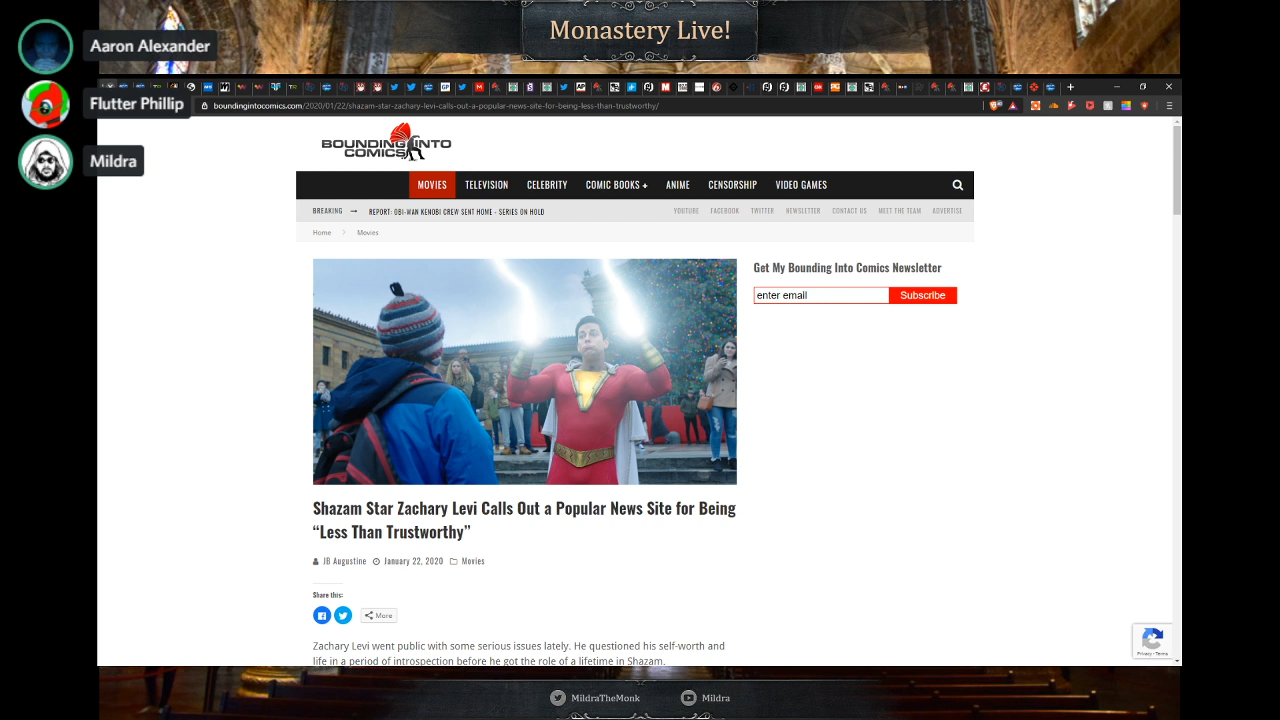 Monastery Live!
Aaron Alexander
Flutter Phillip
Mildra
boundingintocomics.com/2020/01/22/shazam-star-zachary-levi-calls-out-a-popular-news-site-for-being-less-than-trustworthy/
BOUNDING INTO
COMICS
MOVIES TELEVISION CELEBRITY COMIC BOOKS + ANIME CENSORSHIP VIDEO GAMES
BREAKING → REPORT: OBI-WAN KENOBI CREW SENT HOME - SERIES ON HOLD YOUTUBE FACEBOOK TWITTER NEWSLETTER CONTACT US MEET THE TEAM ADVERTISE
Home > Movies
Get My Bounding Into Comics Newsletter
enter email Subscribe
Shazam Star Zachary Levi Calls Out a Popular News Site for Being
“Less Than Trustworthy”
JB Augustine January 22, 2020 Movies
Share this:
More
Zachary Levi went public with some serious issues lately. He questioned his self-worth and
life in a period of introspection before he got the role of a lifetime in Shazam.
Privacy - Terms
MildraTheMonk Mildra